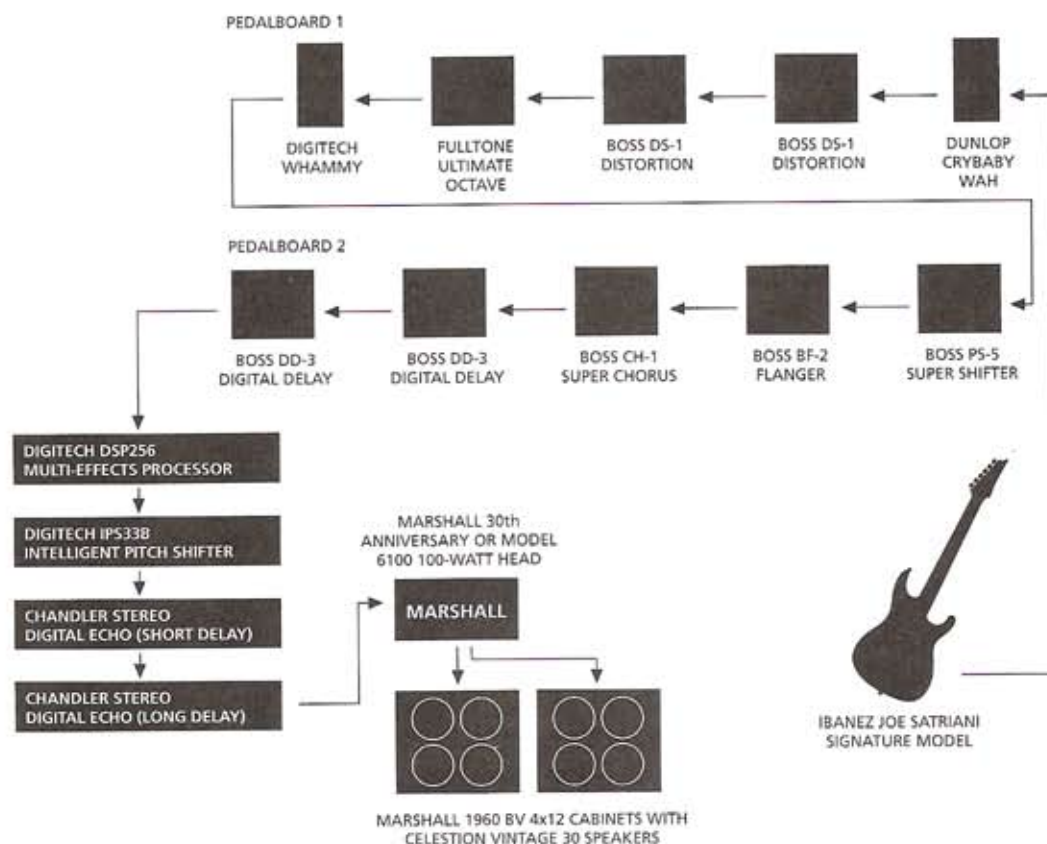 PEDALBOARD 1
DIGITECH
WHAMMY
FULLTONE
ULTIMATE
OCTAVE
BOSS DS-1
DISTORTION
BOSS DS-1
DISTORTION
DUNLOP
CRYBABY
WAH
PEDALBOARD 2
BOSS DD-3
DIGITAL DELAY
BOSS DD-3
DIGITAL DELAY
BOSS CH-1
SUPER CHORUS
BOSS BF-2
FLANGER
BOSS PS-5
SUPER SHIFTER
DIGITECH DSP256
MULTI-EFFECTS PROCESSOR
DIGITECH IPS33B
INTELLIGENT PITCH SHIFTER
CHANDLER STEREO
DIGITAL ECHO (SHORT DELAY)
CHANDLER STEREO
DIGITAL ECHO (LONG DELAY)
MARSHALL 30th
ANNIVERSARY OR MODEL
6100 100-WATT HEAD
MARSHALL
MARSHALL 1960 BV 4x12 CABINETS WITH
CELESTION VINTAGE 30 SPEAKERS
IBANEZ JOE SATRIANI
SIGNATURE MODEL